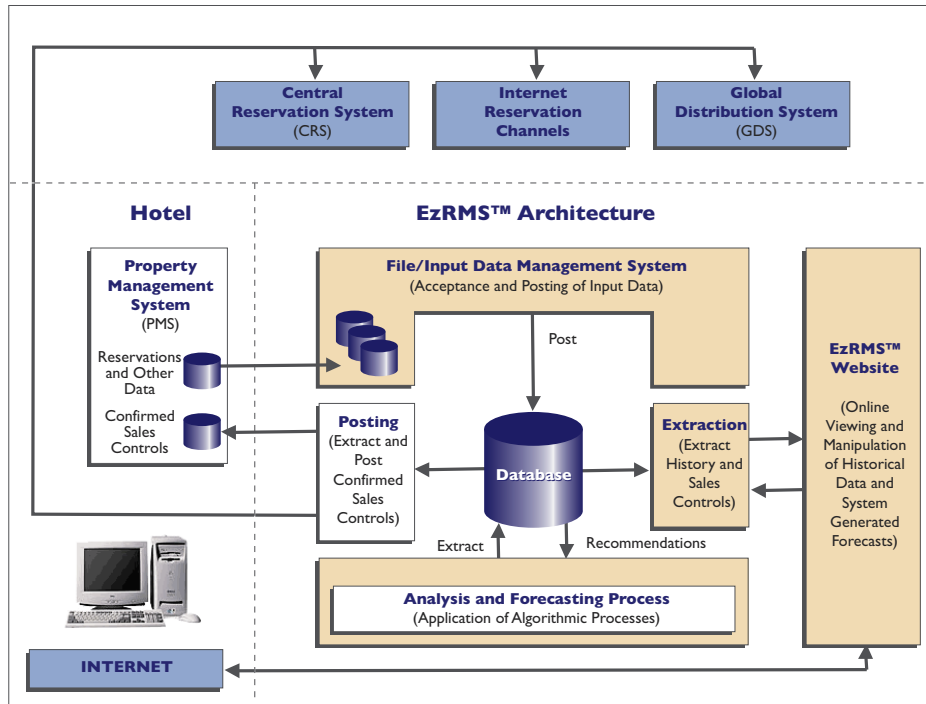 Central
Reservation System
(CRS)
Internet
Reservation
Channels
Global
Distribution System
(GDS)
Hotel
EzRMS™ Architecture
Property
Management
System
(PMS)
Reservations
and Other
Data
Confirmed
Sales
Controls
File/Input Data Management System
(Acceptance and Posting of Input Data)
Post
Posting
(Extract and
Post
Confirmed
Sales
Controls)
Database
Extraction
(Extract
History and
Sales
Controls)
EzRMS™
Website
(Online
Viewing and
Manipulation
of Historical
Data and
System
Generated
Forecasts)
Extract
Recommendations
Analysis and Forecasting Process
(Application of Algorithmic Processes)
INTERNET